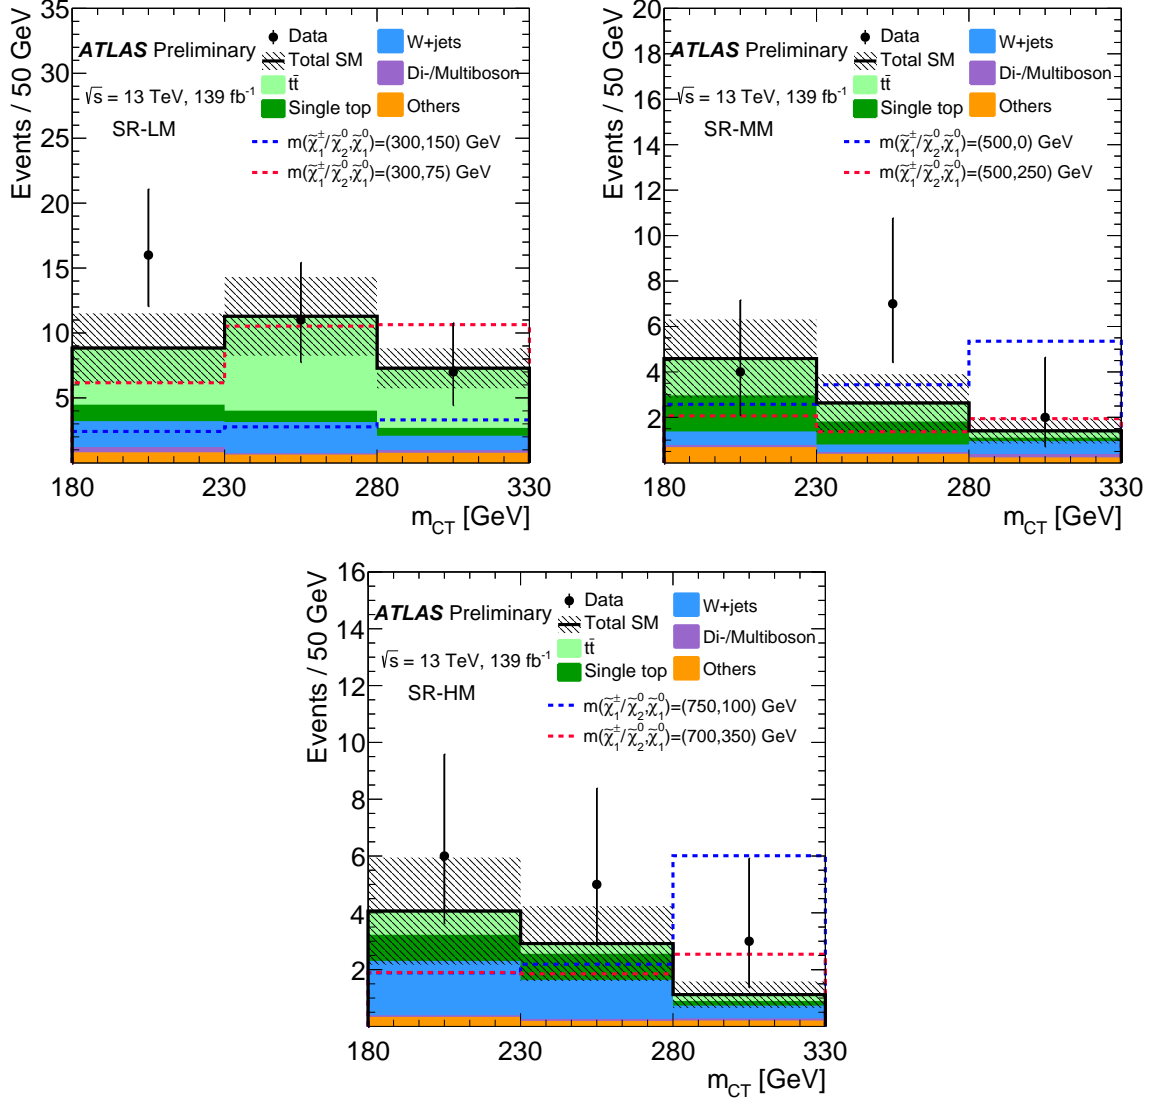 Events / 50 GeV
35
30
25
20
15
10
5
ATLAS Preliminary
√s = 13 TeV, 139 fb⁻¹
SR-LM
Data
Total SM
tt̄
Single top
W+jets
Di-/Multiboson
Others
m(χ̃₁±/χ̃₂⁰,χ̃₁⁰)=(300,150) GeV
m(χ̃₁±/χ̃₂⁰,χ̃₁⁰)=(300,75) GeV
180 230 280 330
m_CT [GeV]
Events / 50 GeV
20
18
16
14
12
10
8
6
4
2
ATLAS Preliminary
√s = 13 TeV, 139 fb⁻¹
SR-MM
Data
Total SM
tt̄
Single top
W+jets
Di-/Multiboson
Others
m(χ̃₁±/χ̃₂⁰,χ̃₁⁰)=(500,0) GeV
m(χ̃₁±/χ̃₂⁰,χ̃₁⁰)=(500,250) GeV
180 230 280 330
m_CT [GeV]
Events / 50 GeV
16
14
12
10
8
6
4
2
ATLAS Preliminary
√s = 13 TeV, 139 fb⁻¹
SR-HM
Data
Total SM
tt̄
Single top
W+jets
Di-/Multiboson
Others
m(χ̃₁±/χ̃₂⁰,χ̃₁⁰)=(750,100) GeV
m(χ̃₁±/χ̃₂⁰,χ̃₁⁰)=(700,350) GeV
180 230 280 330
m_CT [GeV]